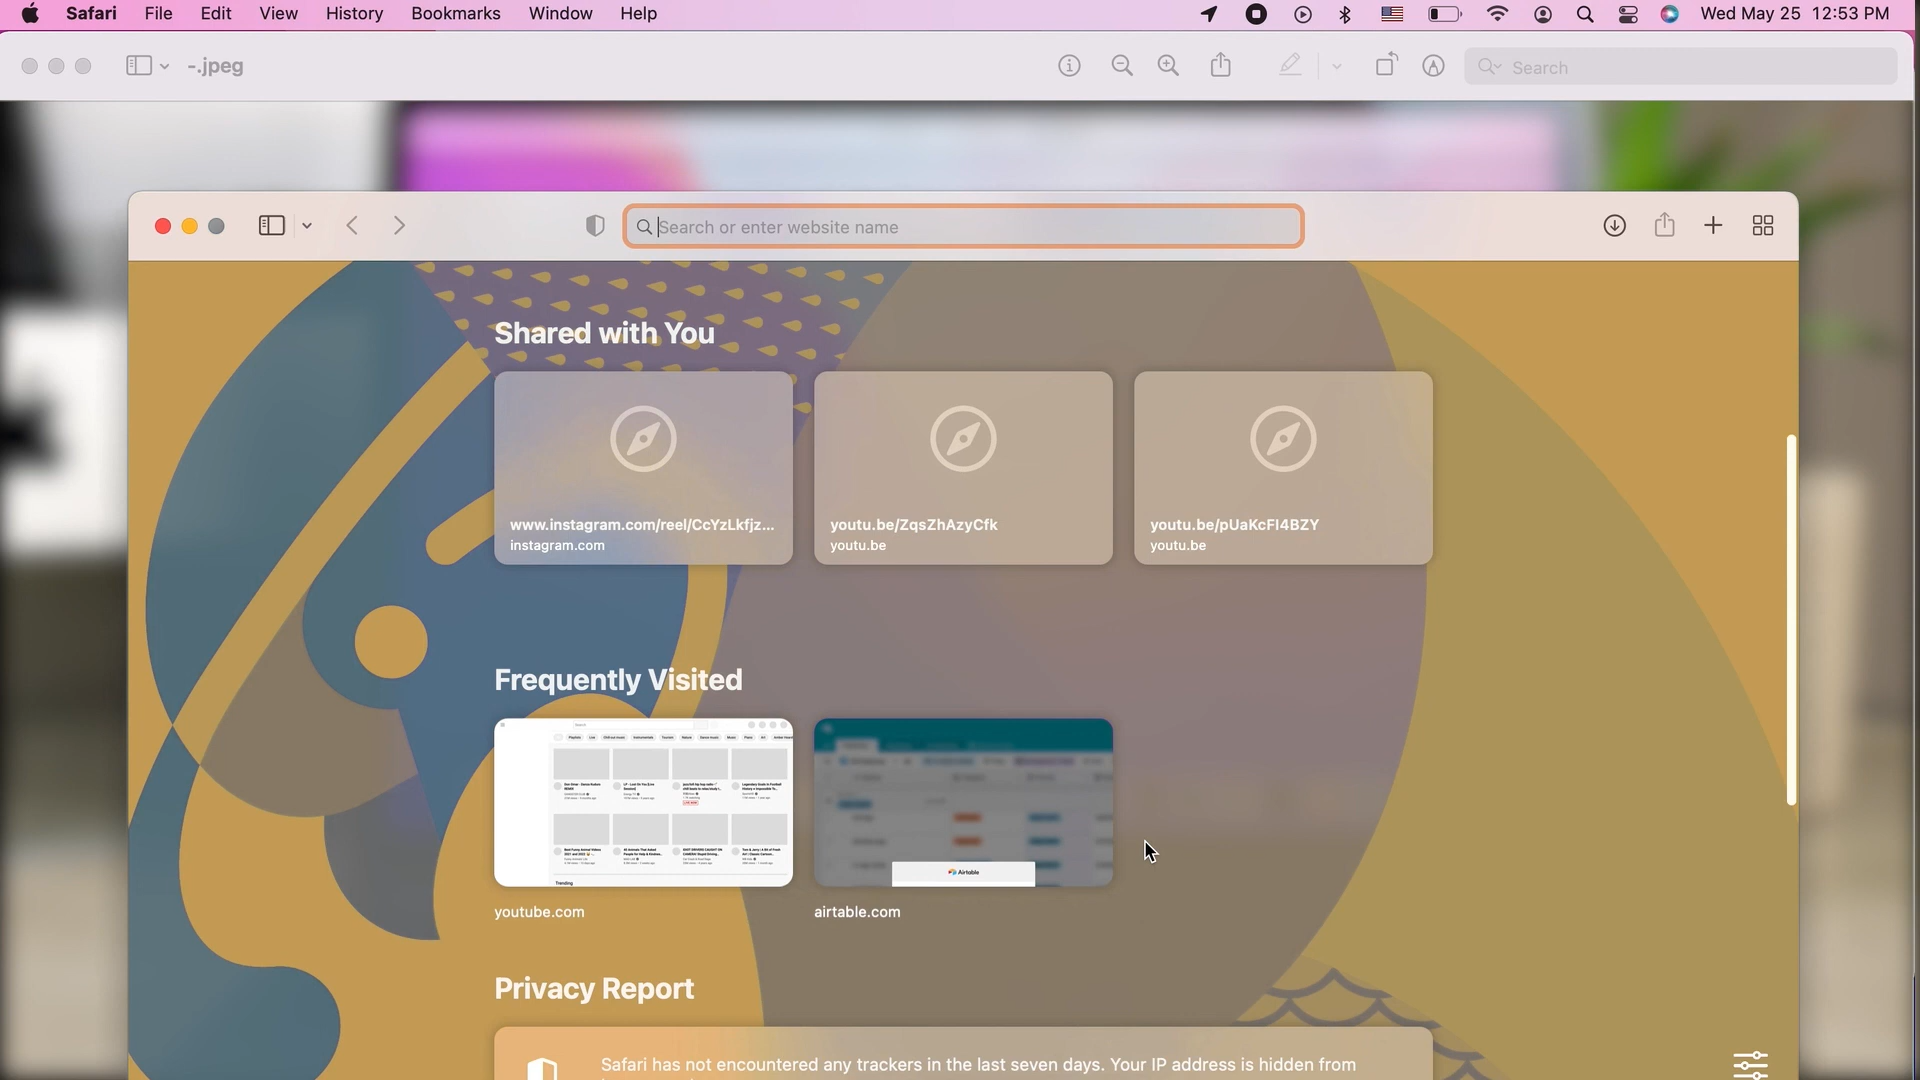 Safari File Edit View History Bookmarks Window Help Wed May 25 12:53 PM
-.jpeg Search
Search or enter website name
Shared with You
www.instagram.com/reel/CcYzLkfjz...
instagram.com
youtu.be/ZqsZhAzyCfk
youtu.be
youtu.be/pUaKcFI4BZY
youtu.be
Frequently Visited
Trending
youtube.com
Airtable
airtable.com
Privacy Report
Safari has not encountered any trackers in the last seven days. Your IP address is hidden from